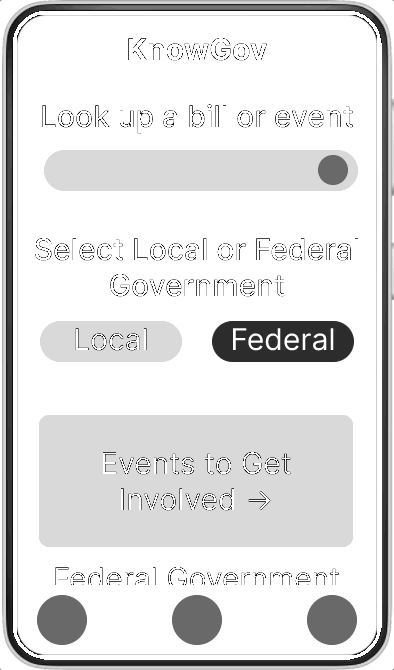 KnowGov
Look up a bill or event
Select Local or Federal
Government
Local
Federal
Events to Get
Involved →
Federal Government